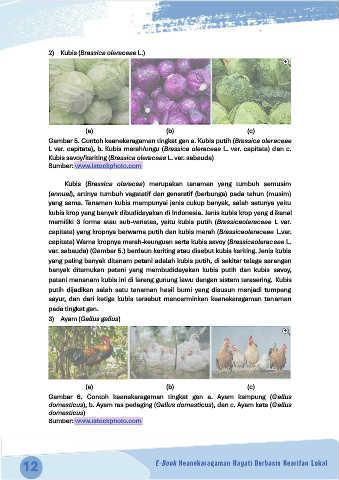 2) Kubis (Brassica oleraceae L.)
(a) (b) (c)
Gambar 5. Contoh keanekaragaman tingkat gen a. Kubis putih (Brassica oleraceae
L var. capitata), b. Kubis merah/ungu (Brassica oleraceae L. var. capitata) dan c.
Kubis savoy/kariting (Brassica oleraceae L. var. sabauda)
Sumber: www.istockphoto.com
Kubis (Brassica oleracea) merupakan tanaman yang tumbuh semusim
(annual), artinya tumbuh vegetatif dan generatif (berbunga) pada tahun (musim)
yang sama. Tanaman kubis mempunyai jenis cukup banyak, salah satunya yaitu
kubis krop yang banyak dibudidayakan di Indonesia. Jenis kubis krop yang dikenal
memiliki 3 forma atau sub-varietas, yaitu kubis putih (Brassicaoleraceae L var.
capitata) yang kropnya berwarna putih dan kubis merah (Brassicaoleraceae L.var.
capitata) Warna kropnya merah-keunguan serta kubis savoy (Brassicaoleraceae L.
var. sabauda) (Gambar 5.) berdaun keriting atau disebut kubis keriting. Jenis kubis
yang paling banyak ditanam petani adalah kubis putih, di sekitar telaga sarangan
banyak ditemukan petani yang membudidayakan kubis putih dan kubis savoy,
patani menanam kubis ini di lereng gunung lawu dengan sistem terasering. Kubis
putih dijadikan salah satu tanaman hasil bumi yang disusun menjadi tumpeng
sayur, dan dari ketiga kubis tersebut mencerminkan keanekaragaman tanaman
pada tingkat gen.
3) Ayam (Gallus gallus)
(a) (b) (c)
Gambar 6. Contoh keanekaragaman tingkat gen a. Ayam kampung (Gallus
domesticus), b. Ayam ras pedaging (Gallus domesticus), dan c. Ayam kate (Gallus
domesticus)
Sumber: www.istockphoto.com
12
E-Book Keanekaragaman Hayati Berbasis Kearifan Lokal